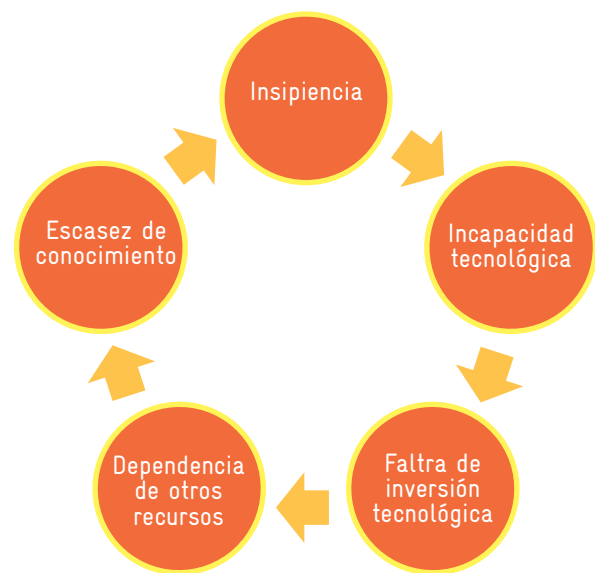 Insipiencia
Incapacidad
tecnológica
Faltra de
inversión
tecnológica
Dependencia
de otros
recursos
Escasez de
conocimiento